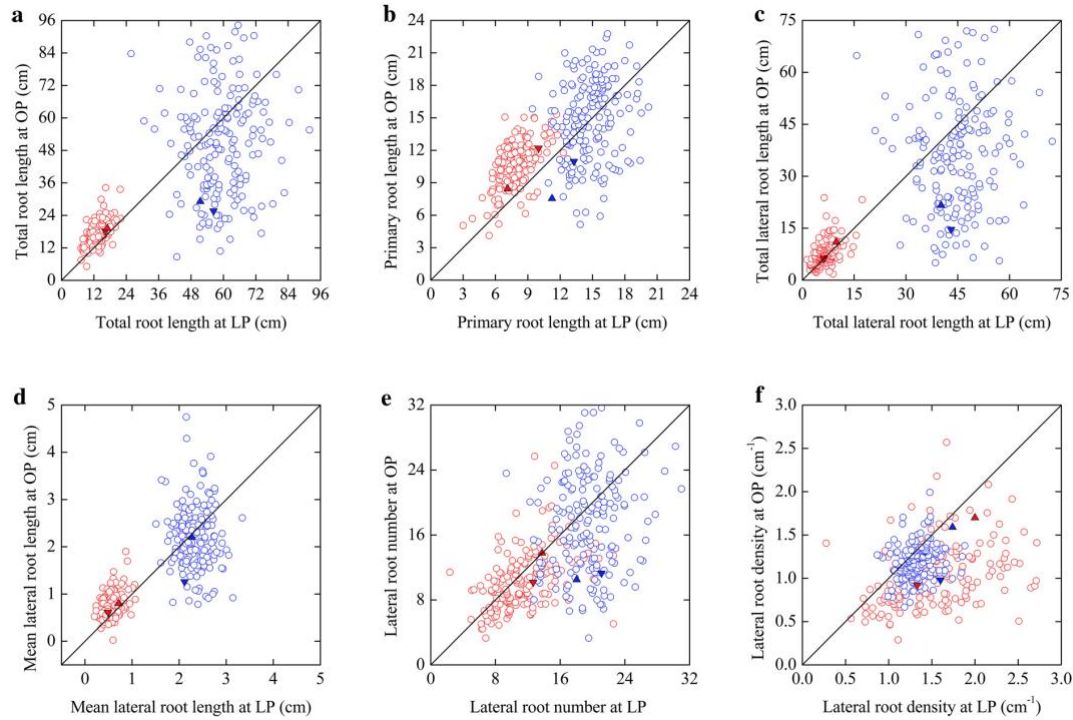 a
96
84
72
60
48
36
24
12
0
Total root length at OP (cm)
0 12 24 36 48 60 72 84 96
Total root length at LP (cm)
b
24
21
18
15
12
9
6
3
0
Primary root length at OP (cm)
0 3 6 9 12 15 18 21 24
Primary root length at LP (cm)
c
75
60
45
30
15
0
Total lateral root length at OP (cm)
0 15 30 45 60 75
Total lateral root length at LP (cm)
d
5
4
3
2
1
0
Mean lateral root length at OP (cm)
0 1 2 3 4 5
Mean lateral root length at LP (cm)
e
32
24
16
8
0
Lateral root number at OP
0 8 16 24 32
Lateral root number at LP
f
3.0
2.5
2.0
1.5
1.0
0.5
0.0
Lateral root density at OP (cm⁻¹)
0.0 0.5 1.0 1.5 2.0 2.5 3.0
Lateral root density at LP (cm⁻¹)